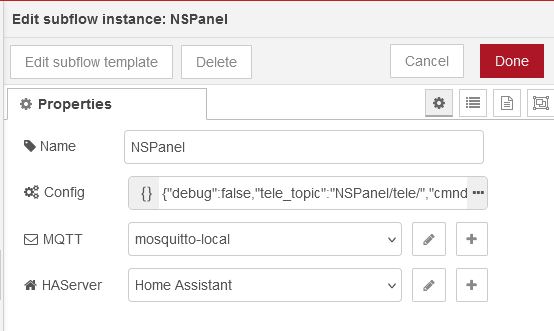 Edit subflow instance: NSPanel
Edit subflow template Delete Cancel Done
Properties
Name NSPanel
Config {} {"debug":false,"tele_topic":"NSPanel/tele/","cmnd •••
MQTT mosquitto-local
HAServer Home Assistant